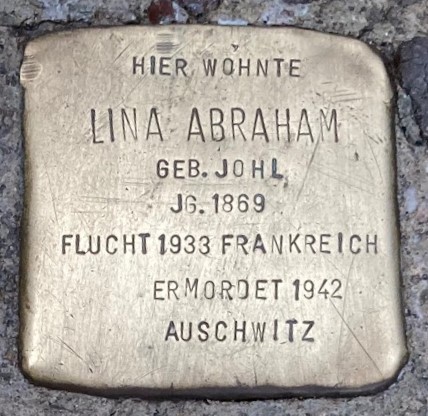 HIER WOHNTE
LINA ABRAHAM
GEB. JOHL
JG. 1869
FLUCHT 1933 FRANKREICH
ERMORDET 1942
AUSCHWITZ